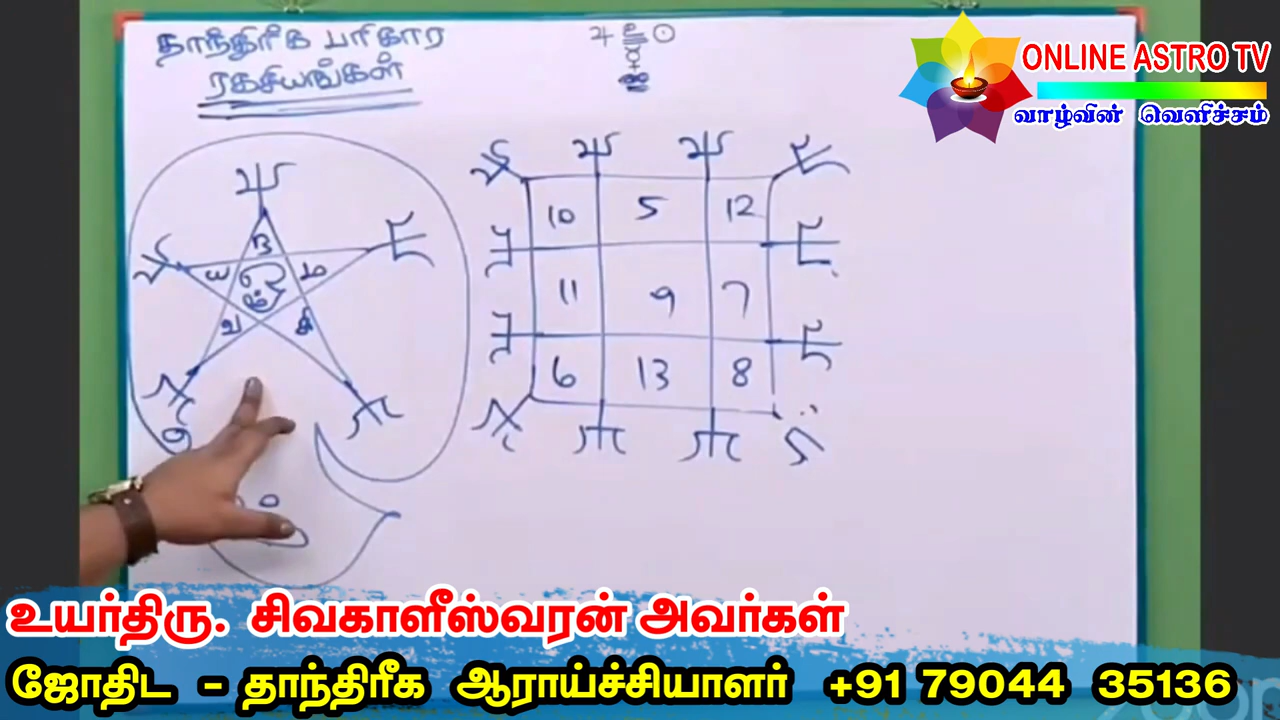 தாந்திரீக பரிகார
ரகசியங்கள்
ONLINE ASTRO TV
வாழ்வின் வெளிச்சம்
ந
ய ம
ஓம்
வ சி
10 5 12
11 9 7
6 13 8
உயர்திரு. சிவகாளீஸ்வரன் அவர்கள்
ஜோதிட - தாந்திரீக ஆராய்ச்சியாளர் +91 79044 35136